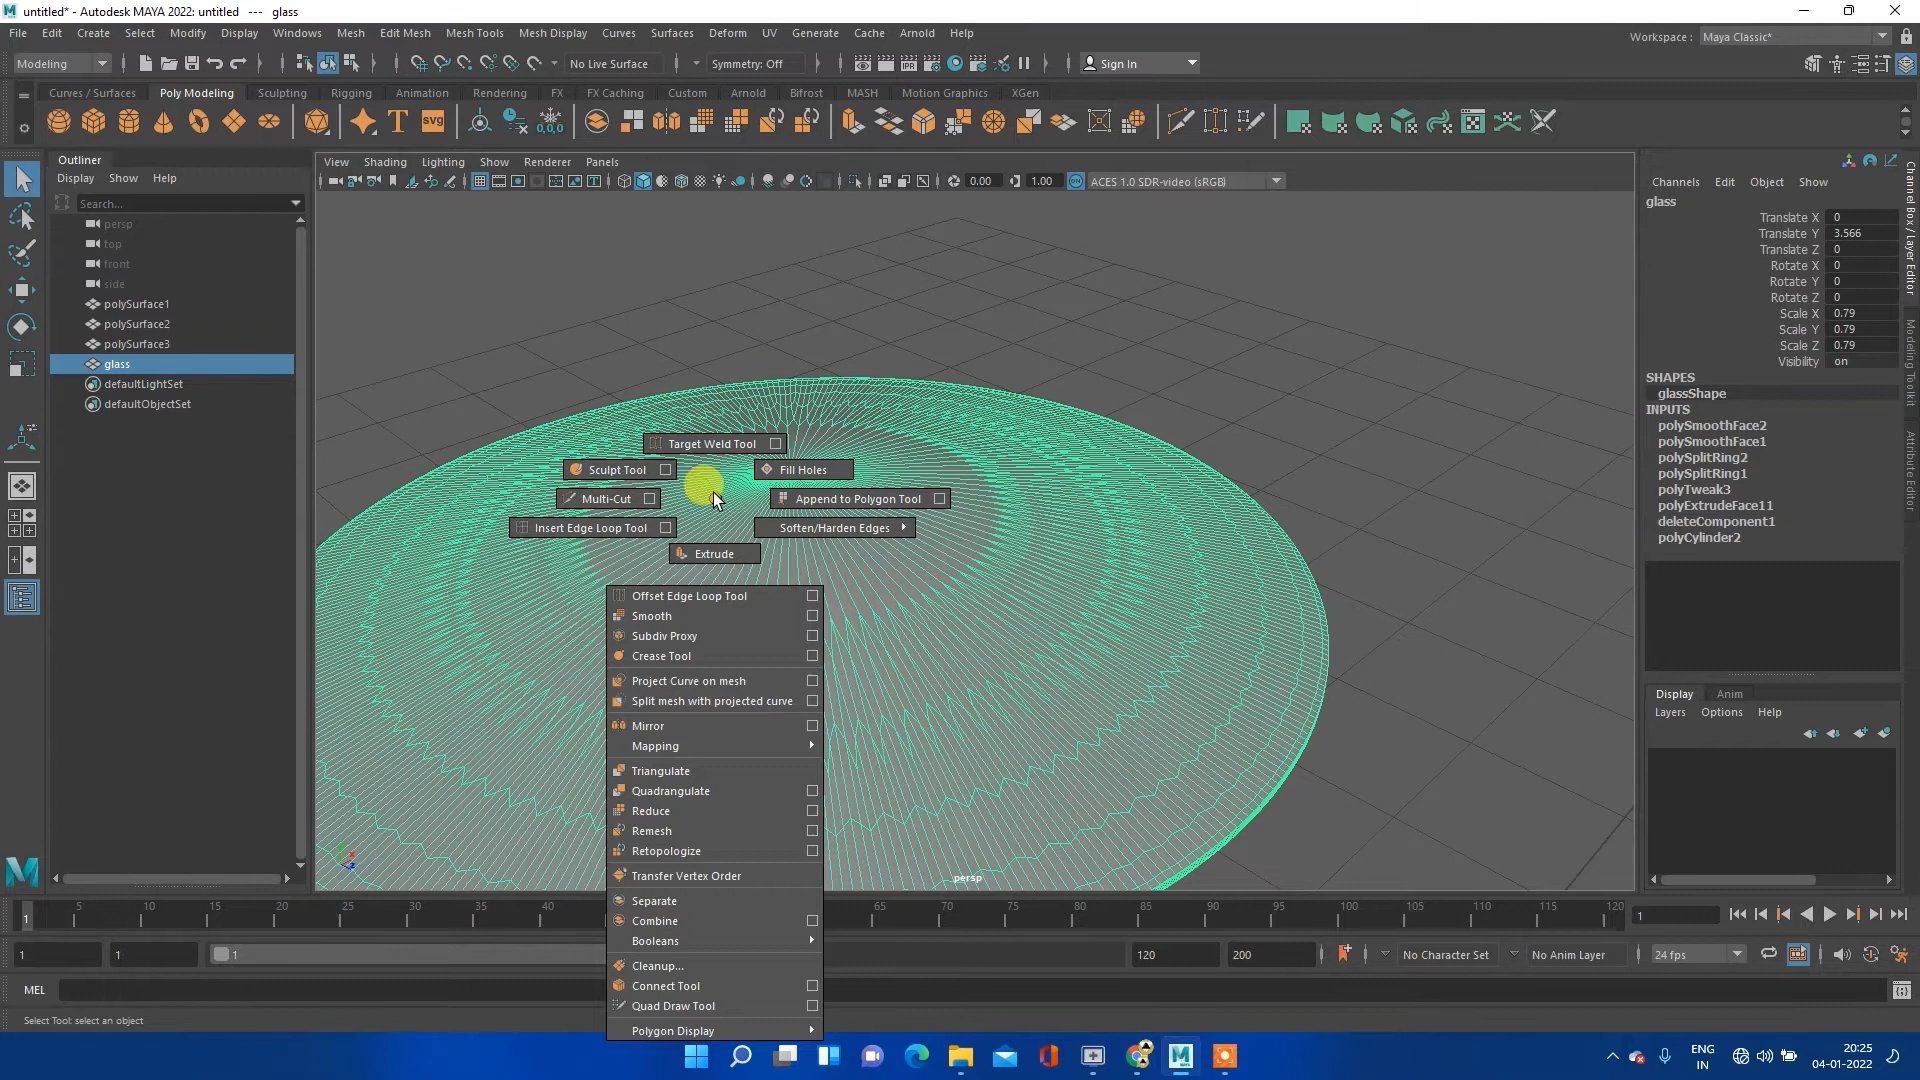 untitled* - Autodesk MAYA 2022: untitled   ---   glass
File Edit Create Select Modify Display Windows Mesh Edit Mesh Mesh Tools Mesh Display Curves Surfaces Deform UV Generate Cache Arnold Help
Workspace : Maya Classic*
Modeling No Live Surface Symmetry: Off Sign In
Curves / Surfaces Poly Modeling Sculpting Rigging Animation Rendering FX FX Caching Custom Arnold Bifrost MASH Motion Graphics XGen
Outliner
Display Show Help
Search...
persp
top
front
side
polySurface1
polySurface2
polySurface3
glass
defaultLightSet
defaultObjectSet
View Shading Lighting Show Renderer Panels
0.00 1.00 ACES 1.0 SDR-video (sRGB)
Target Weld Tool
Sculpt Tool Fill Holes
Multi-Cut Append to Polygon Tool
Insert Edge Loop Tool Soften/Harden Edges
Extrude
Offset Edge Loop Tool
Smooth
Subdiv Proxy
Crease Tool
Project Curve on mesh
Split mesh with projected curve
Mirror
Mapping
Triangulate
Quadrangulate
Reduce
Remesh
Retopologize
Transfer Vertex Order
Separate
Combine
Booleans
Cleanup...
Connect Tool
Quad Draw Tool
Polygon Display
persp
Channels Edit Object Show
glass
Translate X 0
Translate Y 3.566
Translate Z 0
Rotate X 0
Rotate Y 0
Rotate Z 0
Scale X 0.79
Scale Y 0.79
Scale Z 0.79
Visibility on
SHAPES
glassShape
INPUTS
polySmoothFace2
polySmoothFace1
polySplitRing2
polySplitRing1
polyTweak3
polyExtrudeFace11
deleteComponent1
polyCylinder2
Channel Box / Layer Editor
Modeling Toolkit
Attribute Editor
Display Anim
Layers Options Help
1 5 10 15 20 25 30 35 40 65 70 75 80 85 90 95 100 105 110 115 120
1
1 1 1 120 200 No Character Set No Anim Layer 24 fps
MEL
Select Tool: select an object
ENG
IN
20:25
04-01-2022